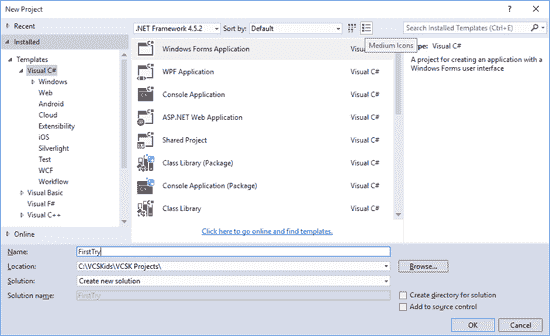 New Project
Recent
.NET Framework 4.5.2 Sort by: Default
Search Installed Templates (Ctrl+E)
Installed
Templates
Visual C#
Windows
Web
Android
Cloud
Extensibility
iOS
Silverlight
Test
WCF
Workflow
Visual Basic
Visual F#
Visual C++
Online
Windows Forms Application Visual C#
WPF Application Visual C#
Console Application Visual C#
ASP.NET Web Application Visual C#
Shared Project Visual C#
Class Library (Package) Visual C#
Console Application (Package) Visual C#
Class Library Visual C#
Medium Icons
Type: Visual C#
A project for creating an application with a
Windows Forms user interface
Click here to go online and find templates.
Name: FirstTry
Location: C:\VCSKids\VCSK Projects\
Browse...
Solution: Create new solution
Solution name: FirstTry
Create directory for solution
Add to source control
OK Cancel